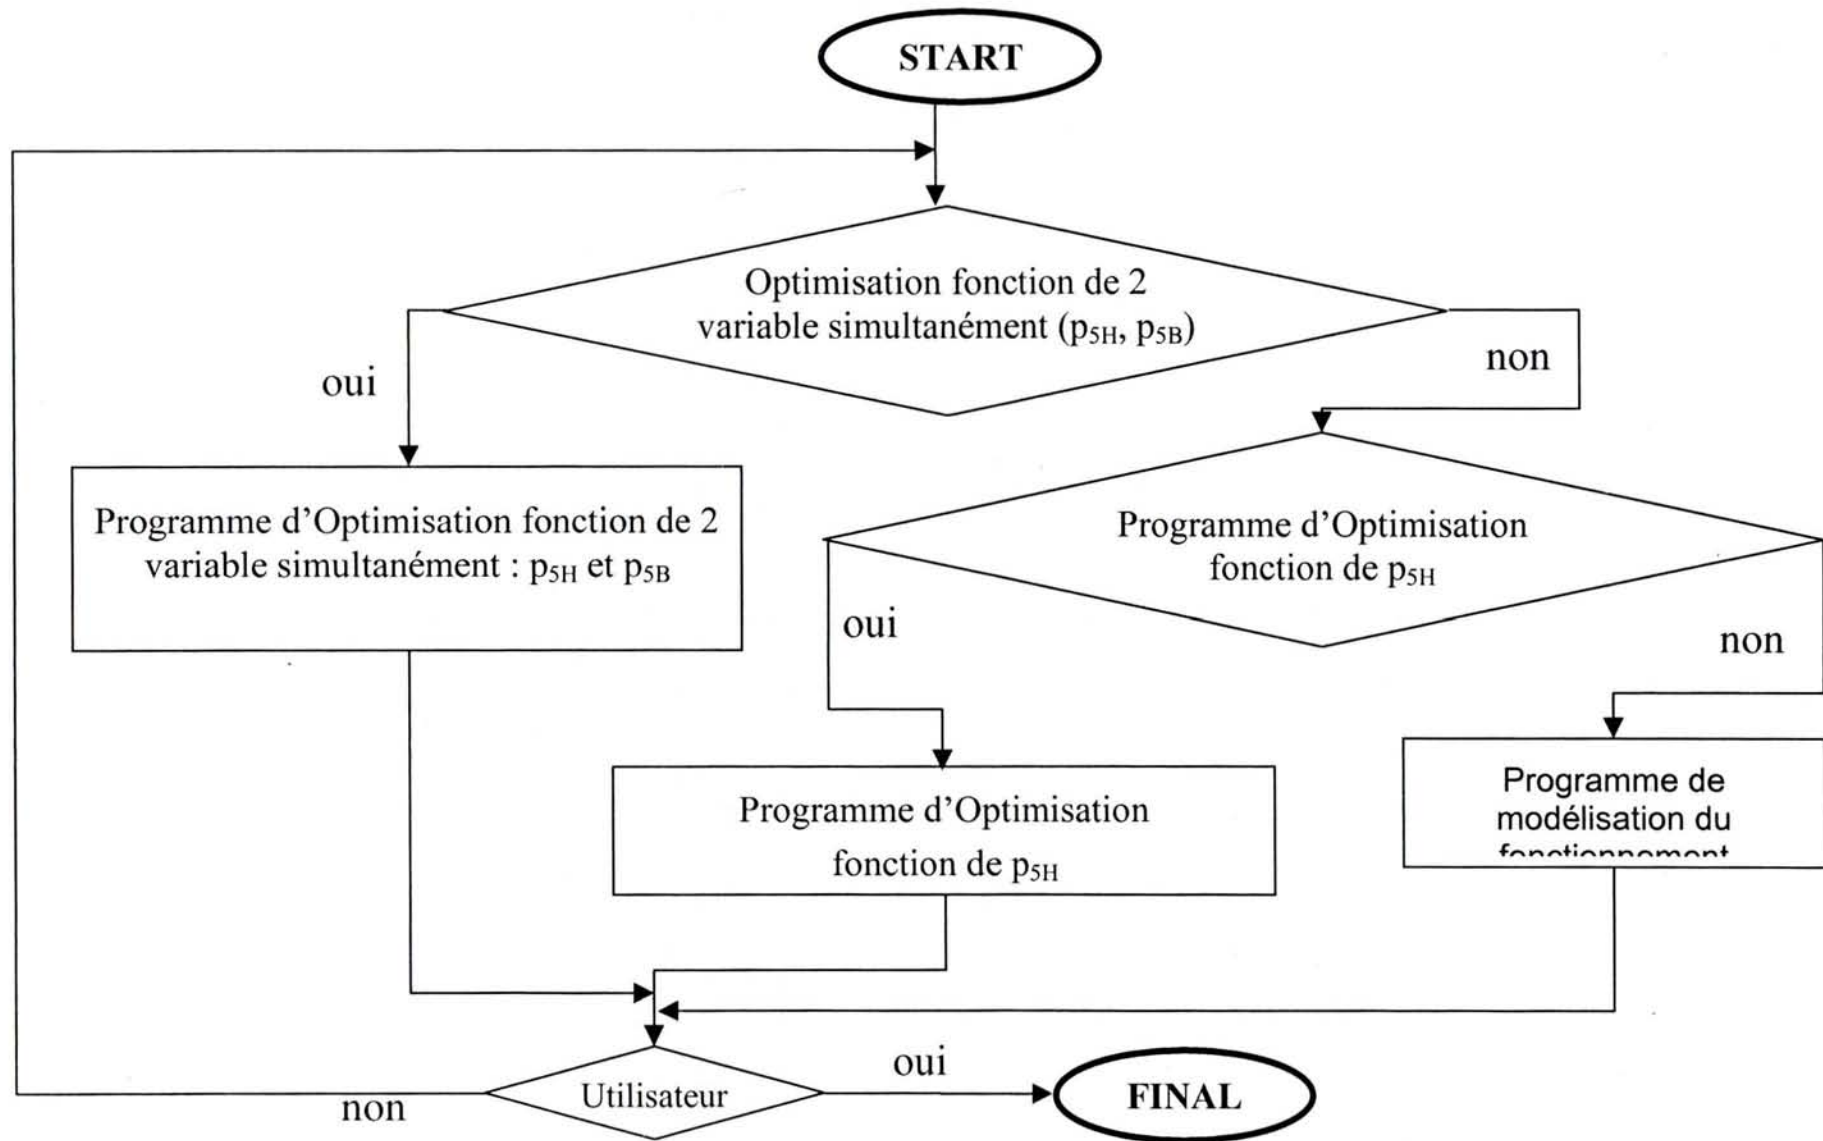 START
Optimisation fonction de 2
variable simultanément (p5H, p5B)
oui
non
Programme d’Optimisation fonction de 2
variable simultanément : p5H et p5B
Programme d’Optimisation
fonction de p5H
oui
non
Programme d’Optimisation
fonction de p5H
Programme de
modélisation du
fonctionnement
Utilisateur
oui
non
FINAL